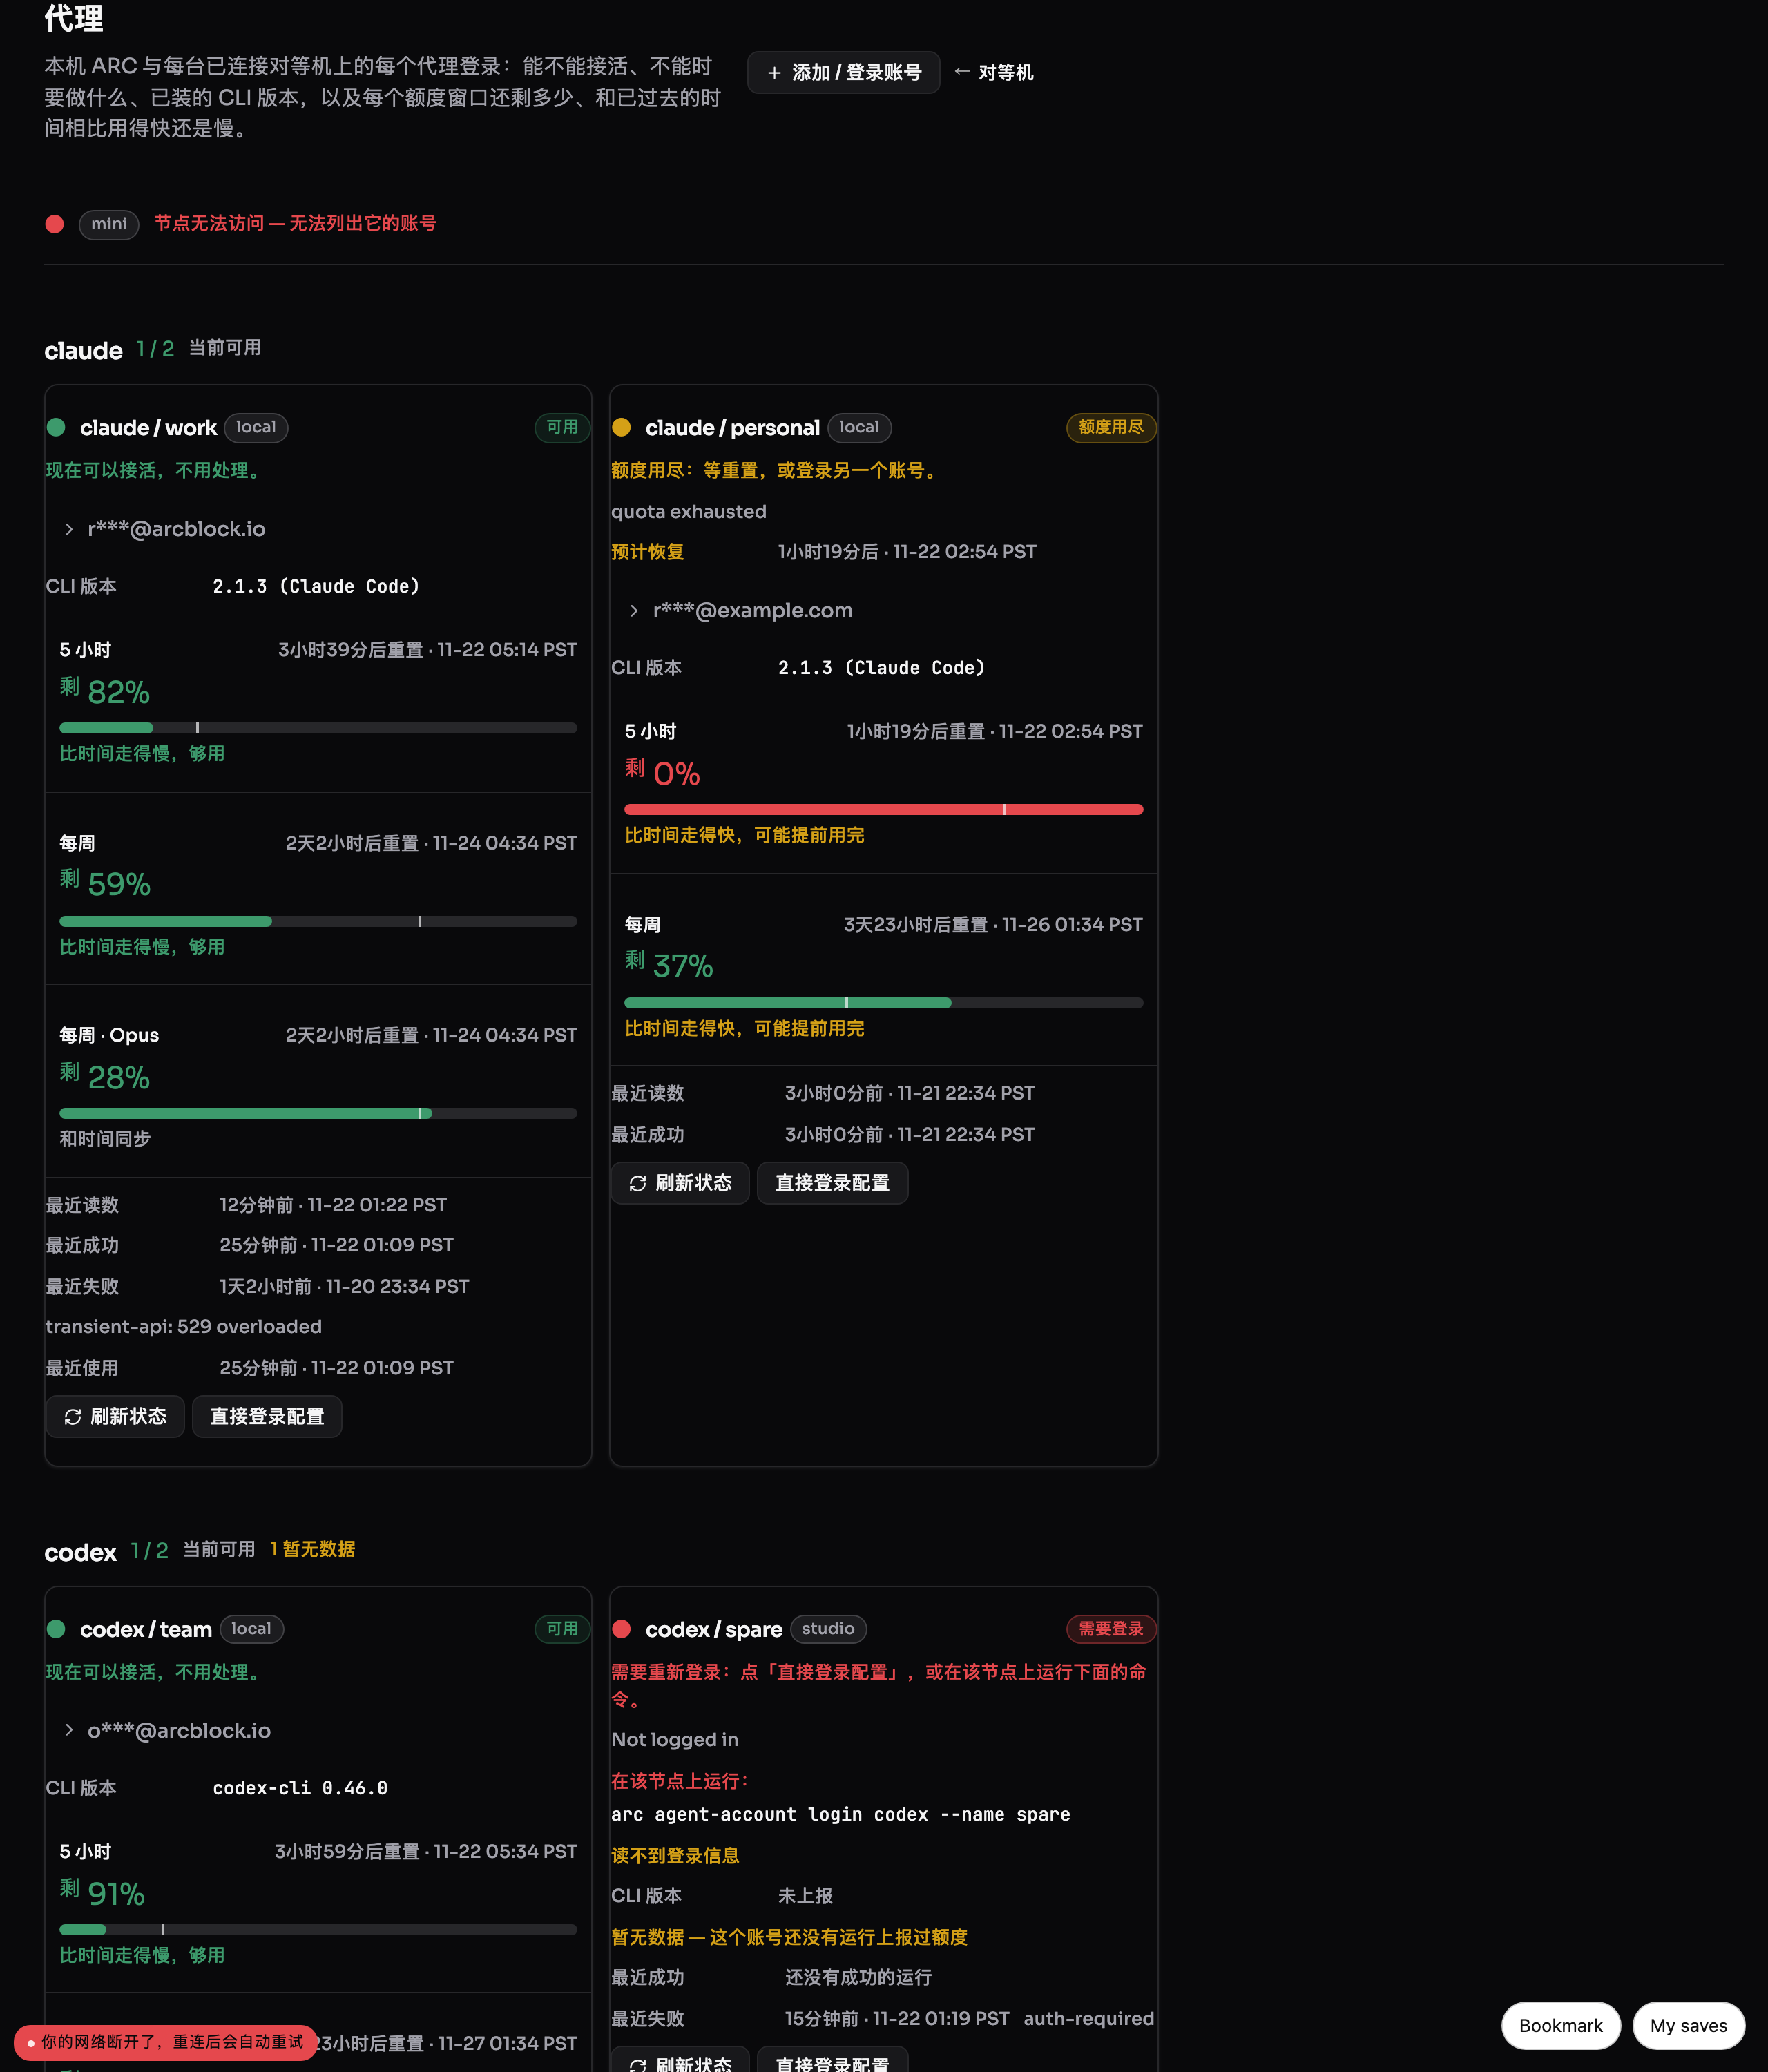 代理
本机 ARC 与每台已连接对等机上的每个代理登录：能不能接活、不能时
要做什么、已装的 CLI 版本，以及每个额度窗口还剩多少、和已过去的时
间相比用得快还是慢。
+ 添加 / 登录账号
← 对等机
mini 节点无法访问 — 无法列出它的账号
claude 1 / 2 当前可用
claude / work local 可用
现在可以接活，不用处理。
r***@arcblock.io
CLI 版本 2.1.3 (Claude Code)
5 小时 3小时39分后重置 · 11-22 05:14 PST
剩 82%
比时间走得慢，够用
每周 2天2小时后重置 · 11-24 04:34 PST
剩 59%
比时间走得慢，够用
每周 · Opus 2天2小时后重置 · 11-24 04:34 PST
剩 28%
和时间同步
最近读数 12分钟前 · 11-22 01:22 PST
最近成功 25分钟前 · 11-22 01:09 PST
最近失败 1天2小时前 · 11-20 23:34 PST
transient-api: 529 overloaded
最近使用 25分钟前 · 11-22 01:09 PST
刷新状态 直接登录配置
claude / personal local 额度用尽
额度用尽：等重置，或登录另一个账号。
quota exhausted
预计恢复 1小时19分后 · 11-22 02:54 PST
r***@example.com
CLI 版本 2.1.3 (Claude Code)
5 小时 1小时19分后重置 · 11-22 02:54 PST
剩 0%
比时间走得快，可能提前用完
每周 3天23小时后重置 · 11-26 01:34 PST
剩 37%
比时间走得快，可能提前用完
最近读数 3小时0分前 · 11-21 22:34 PST
最近成功 3小时0分前 · 11-21 22:34 PST
刷新状态 直接登录配置
codex 1 / 2 当前可用 1 暂无数据
codex / team local 可用
现在可以接活，不用处理。
o***@arcblock.io
CLI 版本 codex-cli 0.46.0
5 小时 3小时59分后重置 · 11-22 05:34 PST
剩 91%
比时间走得慢，够用
23小时后重置 · 11-27 01:34 PST
codex / spare studio 需要登录
需要重新登录：点「直接登录配置」，或在该节点上运行下面的命
令。
Not logged in
在该节点上运行：
arc agent-account login codex --name spare
读不到登录信息
CLI 版本 未上报
暂无数据 — 这个账号还没有运行上报过额度
最近成功 还没有成功的运行
最近失败 15分钟前 · 11-22 01:19 PST auth-required
刷新状态 直接登录配置
你的网络断开了，重连后会自动重试
Bookmark
My saves